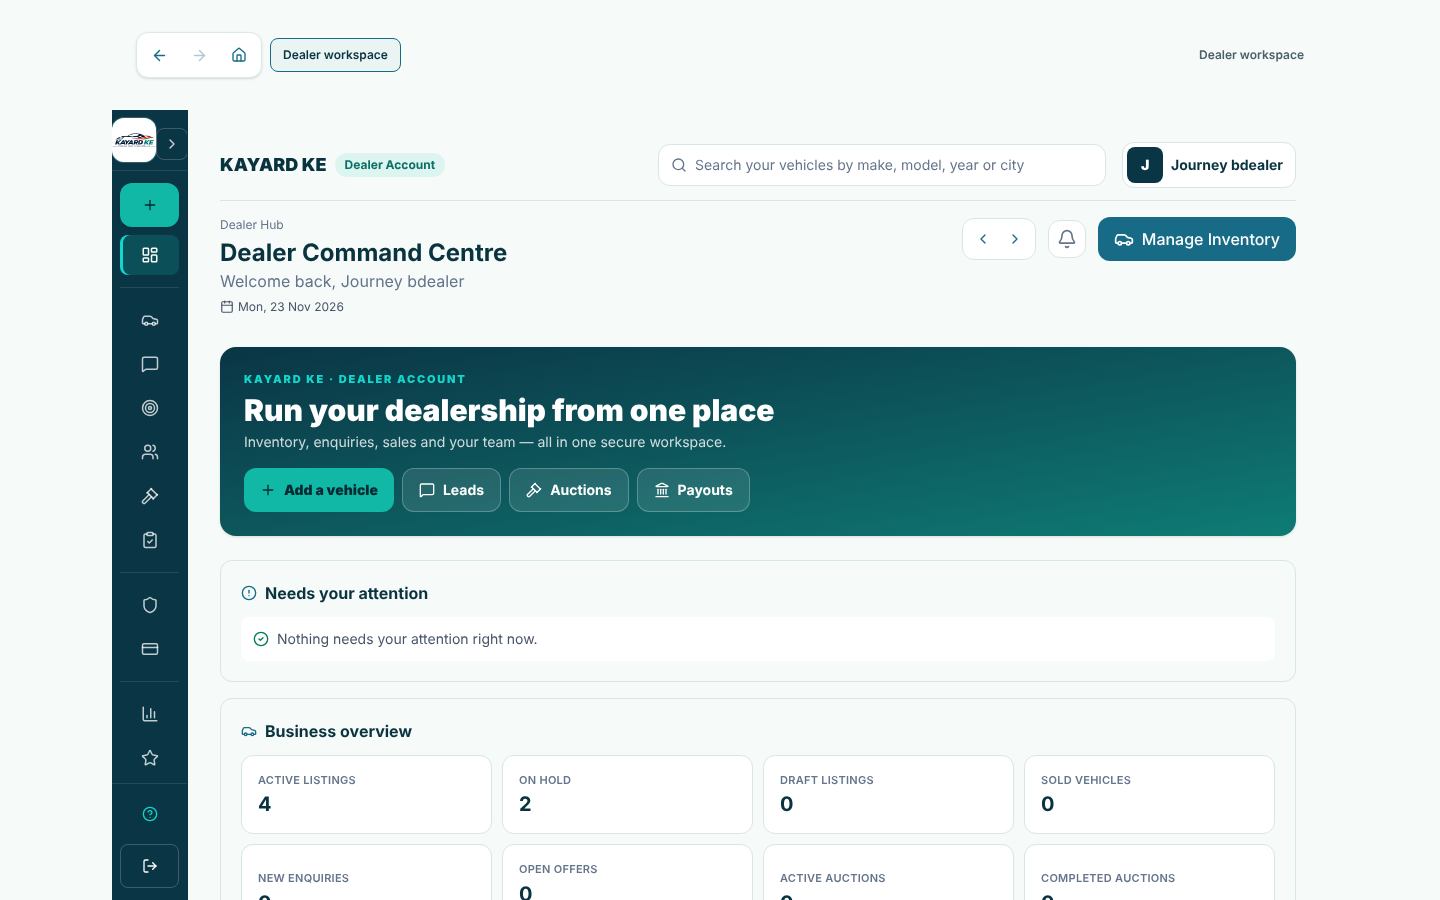 Dealer workspace
Dealer workspace
KAYARD KE
KAYARD KE
Dealer Account
Search your vehicles by make, model, year or city
J
Journey bdealer
Dealer Hub
Dealer Command Centre
Manage Inventory
Welcome back, Journey bdealer
Mon, 23 Nov 2026
KAYARD KE · DEALER ACCOUNT
Run your dealership from one place
Inventory, enquiries, sales and your team — all in one secure workspace.
Add a vehicle
Leads
Auctions
Payouts
Needs your attention
Nothing needs your attention right now.
Business overview
ACTIVE LISTINGS
4
ON HOLD
2
DRAFT LISTINGS
0
SOLD VEHICLES
0
NEW ENQUIRIES
OPEN OFFERS
0
ACTIVE AUCTIONS
COMPLETED AUCTIONS